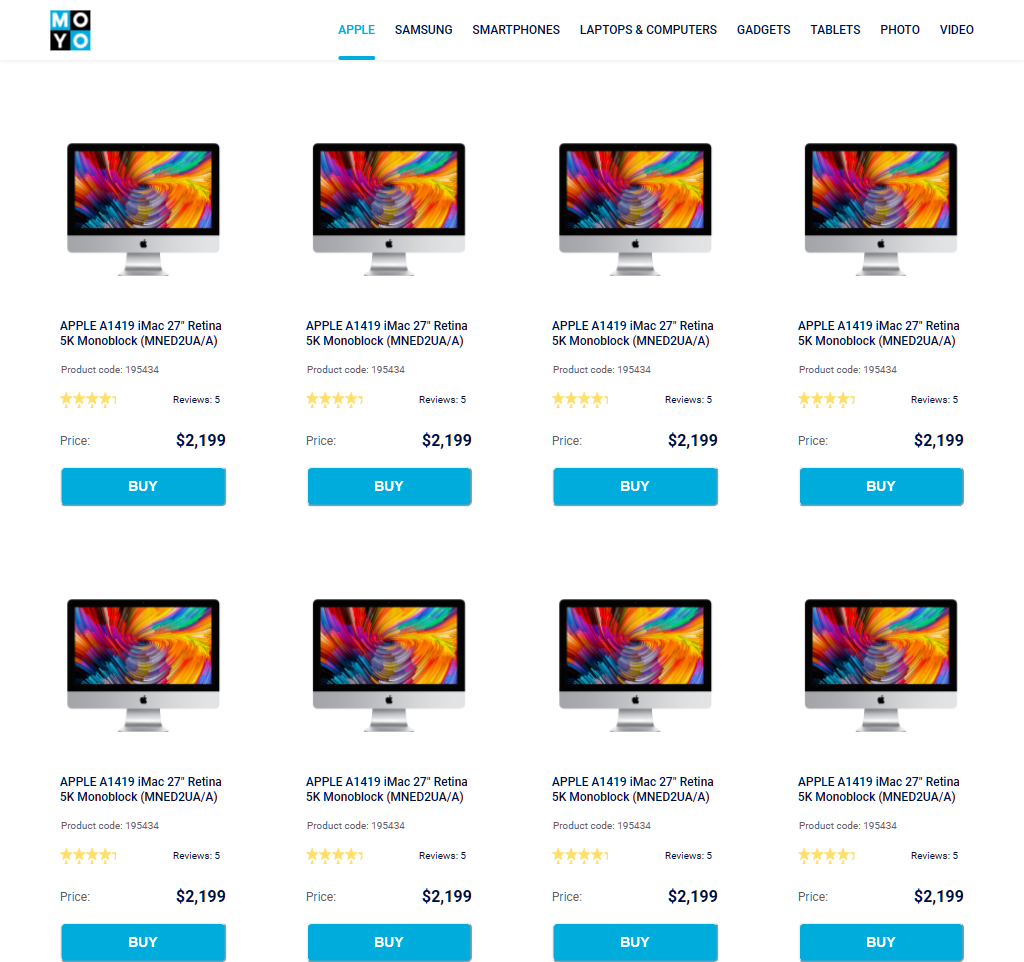 MO
YO
APPLE SAMSUNG SMARTPHONES LAPTOPS & COMPUTERS GADGETS TABLETS PHOTO VIDEO
APPLE A1419 iMac 27" Retina
5K Monoblock (MNED2UA/A)
Product code: 195434
Reviews: 5
Price: $2,199
BUY
APPLE A1419 iMac 27" Retina
5K Monoblock (MNED2UA/A)
Product code: 195434
Reviews: 5
Price: $2,199
BUY
APPLE A1419 iMac 27" Retina
5K Monoblock (MNED2UA/A)
Product code: 195434
Reviews: 5
Price: $2,199
BUY
APPLE A1419 iMac 27" Retina
5K Monoblock (MNED2UA/A)
Product code: 195434
Reviews: 5
Price: $2,199
BUY
APPLE A1419 iMac 27" Retina
5K Monoblock (MNED2UA/A)
Product code: 195434
Reviews: 5
Price: $2,199
BUY
APPLE A1419 iMac 27" Retina
5K Monoblock (MNED2UA/A)
Product code: 195434
Reviews: 5
Price: $2,199
BUY
APPLE A1419 iMac 27" Retina
5K Monoblock (MNED2UA/A)
Product code: 195434
Reviews: 5
Price: $2,199
BUY
APPLE A1419 iMac 27" Retina
5K Monoblock (MNED2UA/A)
Product code: 195434
Reviews: 5
Price: $2,199
BUY